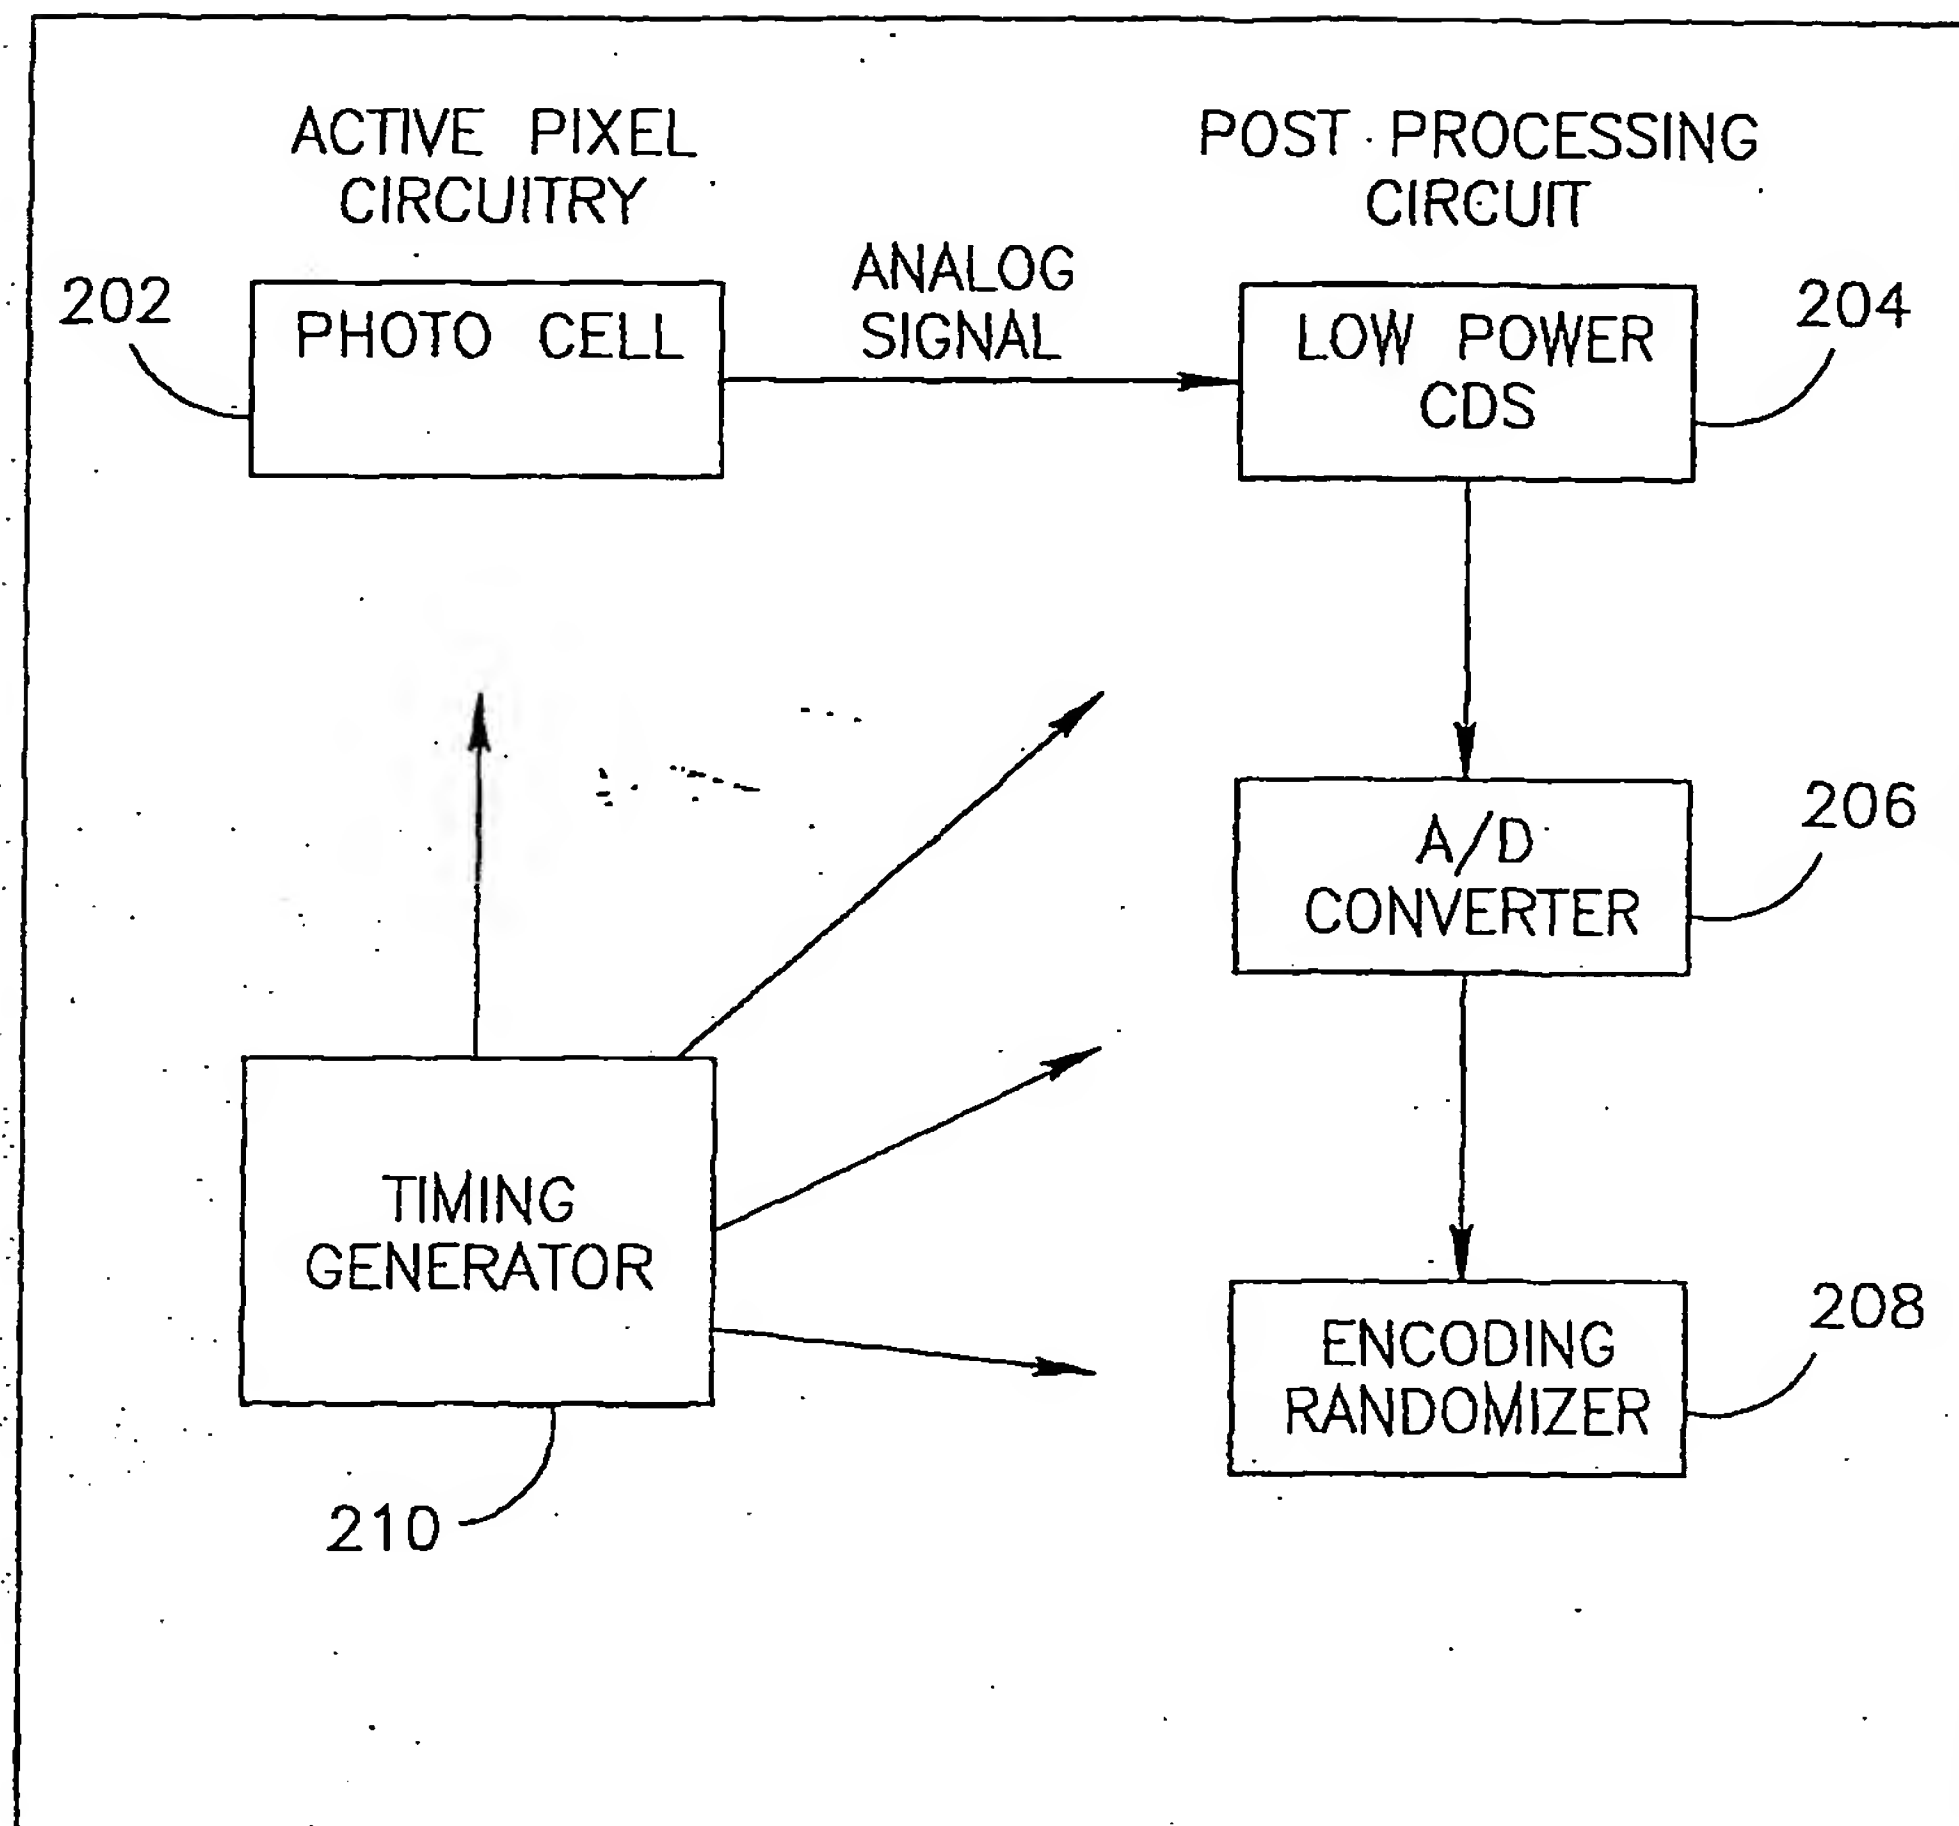 ACTIVE PIXEL
CIRCUITRY
POST PROCESSING
CIRCUIT
202
PHOTO CELL
ANALOG
SIGNAL
LOW POWER
CDS
204
A/D
CONVERTER
206
TIMING
GENERATOR
210
ENCODING
RANDOMIZER
208